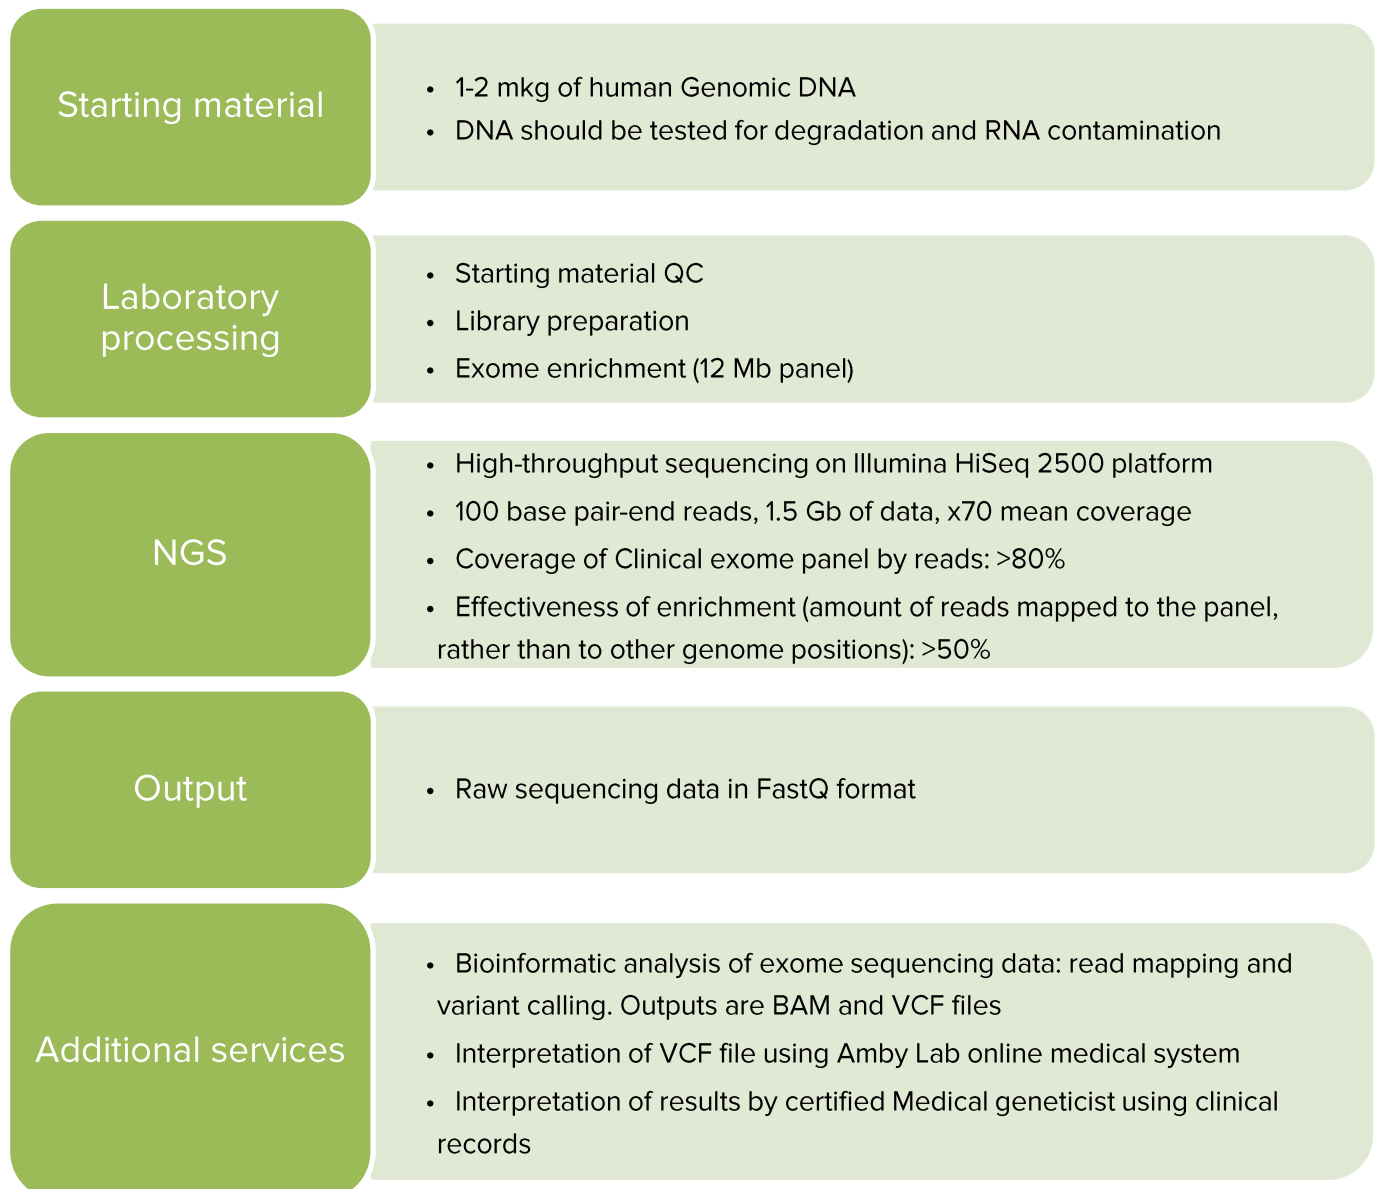 Starting material
• 1-2 mkg of human Genomic DNA
• DNA should be tested for degradation and RNA contamination
Laboratory
processing
• Starting material QC
• Library preparation
• Exome enrichment (12 Mb panel)
NGS
• High-throughput sequencing on Illumina HiSeq 2500 platform
• 100 base pair-end reads, 1.5 Gb of data, x70 mean coverage
• Coverage of Clinical exome panel by reads: >80%
• Effectiveness of enrichment (amount of reads mapped to the panel,
rather than to other genome positions): >50%
Output
• Raw sequencing data in FastQ format
Additional services
• Bioinformatic analysis of exome sequencing data: read mapping and
variant calling. Outputs are BAM and VCF files
• Interpretation of VCF file using Amby Lab online medical system
• Interpretation of results by certified Medical geneticist using clinical
records